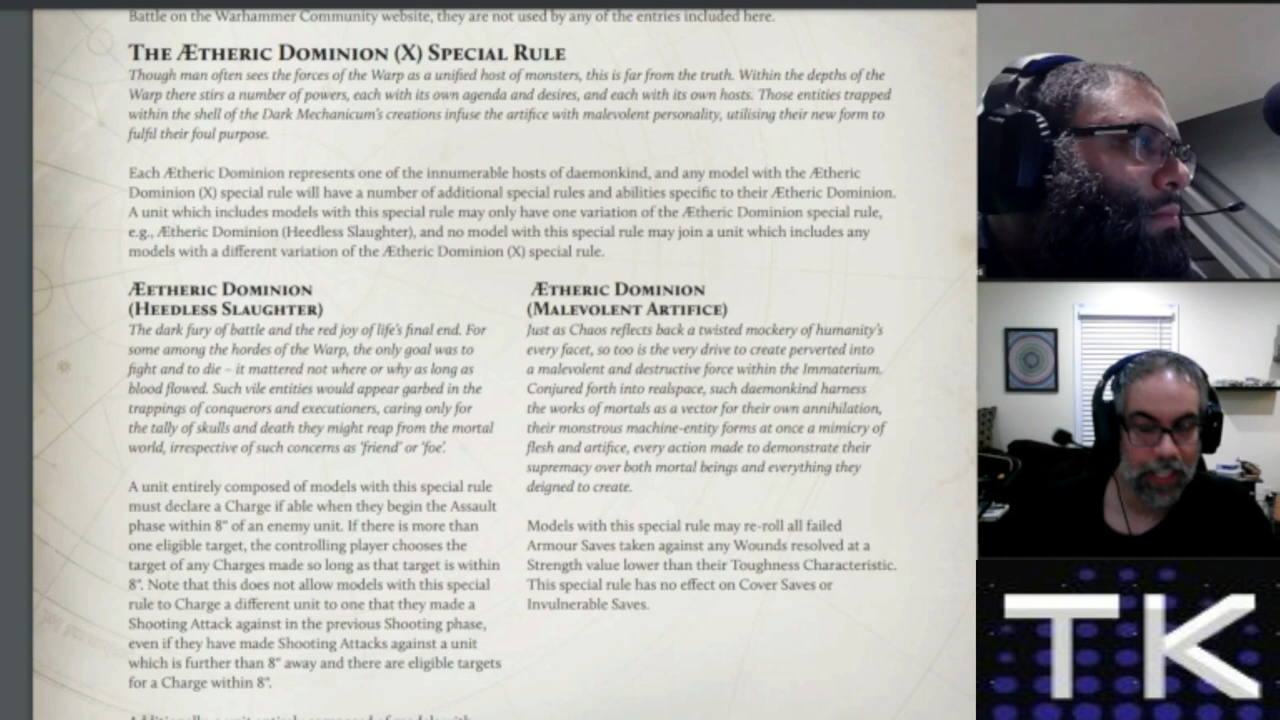 Battle on the Warhammer Community website, they are not used by any of the entries included here.
The Ætheric Dominion (X) Special Rule
Though man often sees the forces of the Warp as a unified host of monsters, this is far from the truth. Within the depths of the
Warp there stirs a number of powers, each with its own agenda and desires, and each with its own hosts. Those entities trapped
within the shell of the Dark Mechanicum's creations infuse the artifice with malevolent personality, utilising their new form to
fulfil their foul purpose.
Each Ætheric Dominion represents one of the innumerable hosts of daemonkind, and any model with the Ætheric
Dominion (X) special rule will have a number of additional special rules and abilities specific to their Ætheric Dominion.
A unit which includes models with this special rule may only have one variation of the Ætheric Dominion special rule,
e.g., Ætheric Dominion (Heedless Slaughter), and no model with this special rule may join a unit which includes any
models with a different variation of the Ætheric Dominion (X) special rule.
Æetheric Dominion
(Heedless Slaughter)
The dark fury of battle and the red joy of life's final end. For
some among the hordes of the Warp, the only goal was to
fight and to die – it mattered not where or why as long as
blood flowed. Such vile entities would appear garbed in the
trappings of conquerors and executioners, caring only for
the tally of skulls and death they might reap from the mortal
world, irrespective of such concerns as 'friend' or 'foe'.
A unit entirely composed of models with this special rule
must declare a Charge if able when they begin the Assault
phase within 8" of an enemy unit. If there is more than
one eligible target, the controlling player chooses the
target of any Charges made so long as that target is within
8". Note that this does not allow models with this special
rule to Charge a different unit to one that they made a
Shooting Attack against in the previous Shooting phase,
even if they have made Shooting Attacks against a unit
which is further than 8" away and there are eligible targets
for a Charge within 8".
Additionally, a unit entirely composed of models with
Ætheric Dominion
(Malevolent Artifice)
Just as Chaos reflects back a twisted mockery of humanity's
every facet, so too is the very drive to create perverted into
a malevolent and destructive force within the Immaterium.
Conjured forth into realspace, such daemonkind harness
the works of mortals as a vector for their own annihilation,
their monstrous machine-entity forms at once a mimicry of
flesh and artifice, every action made to demonstrate their
supremacy over both mortal beings and everything they
deigned to create.
Models with this special rule may re-roll all failed
Armour Saves taken against any Wounds resolved at a
Strength value lower than their Toughness Characteristic.
This special rule has no effect on Cover Saves or
Invulnerable Saves.
TK